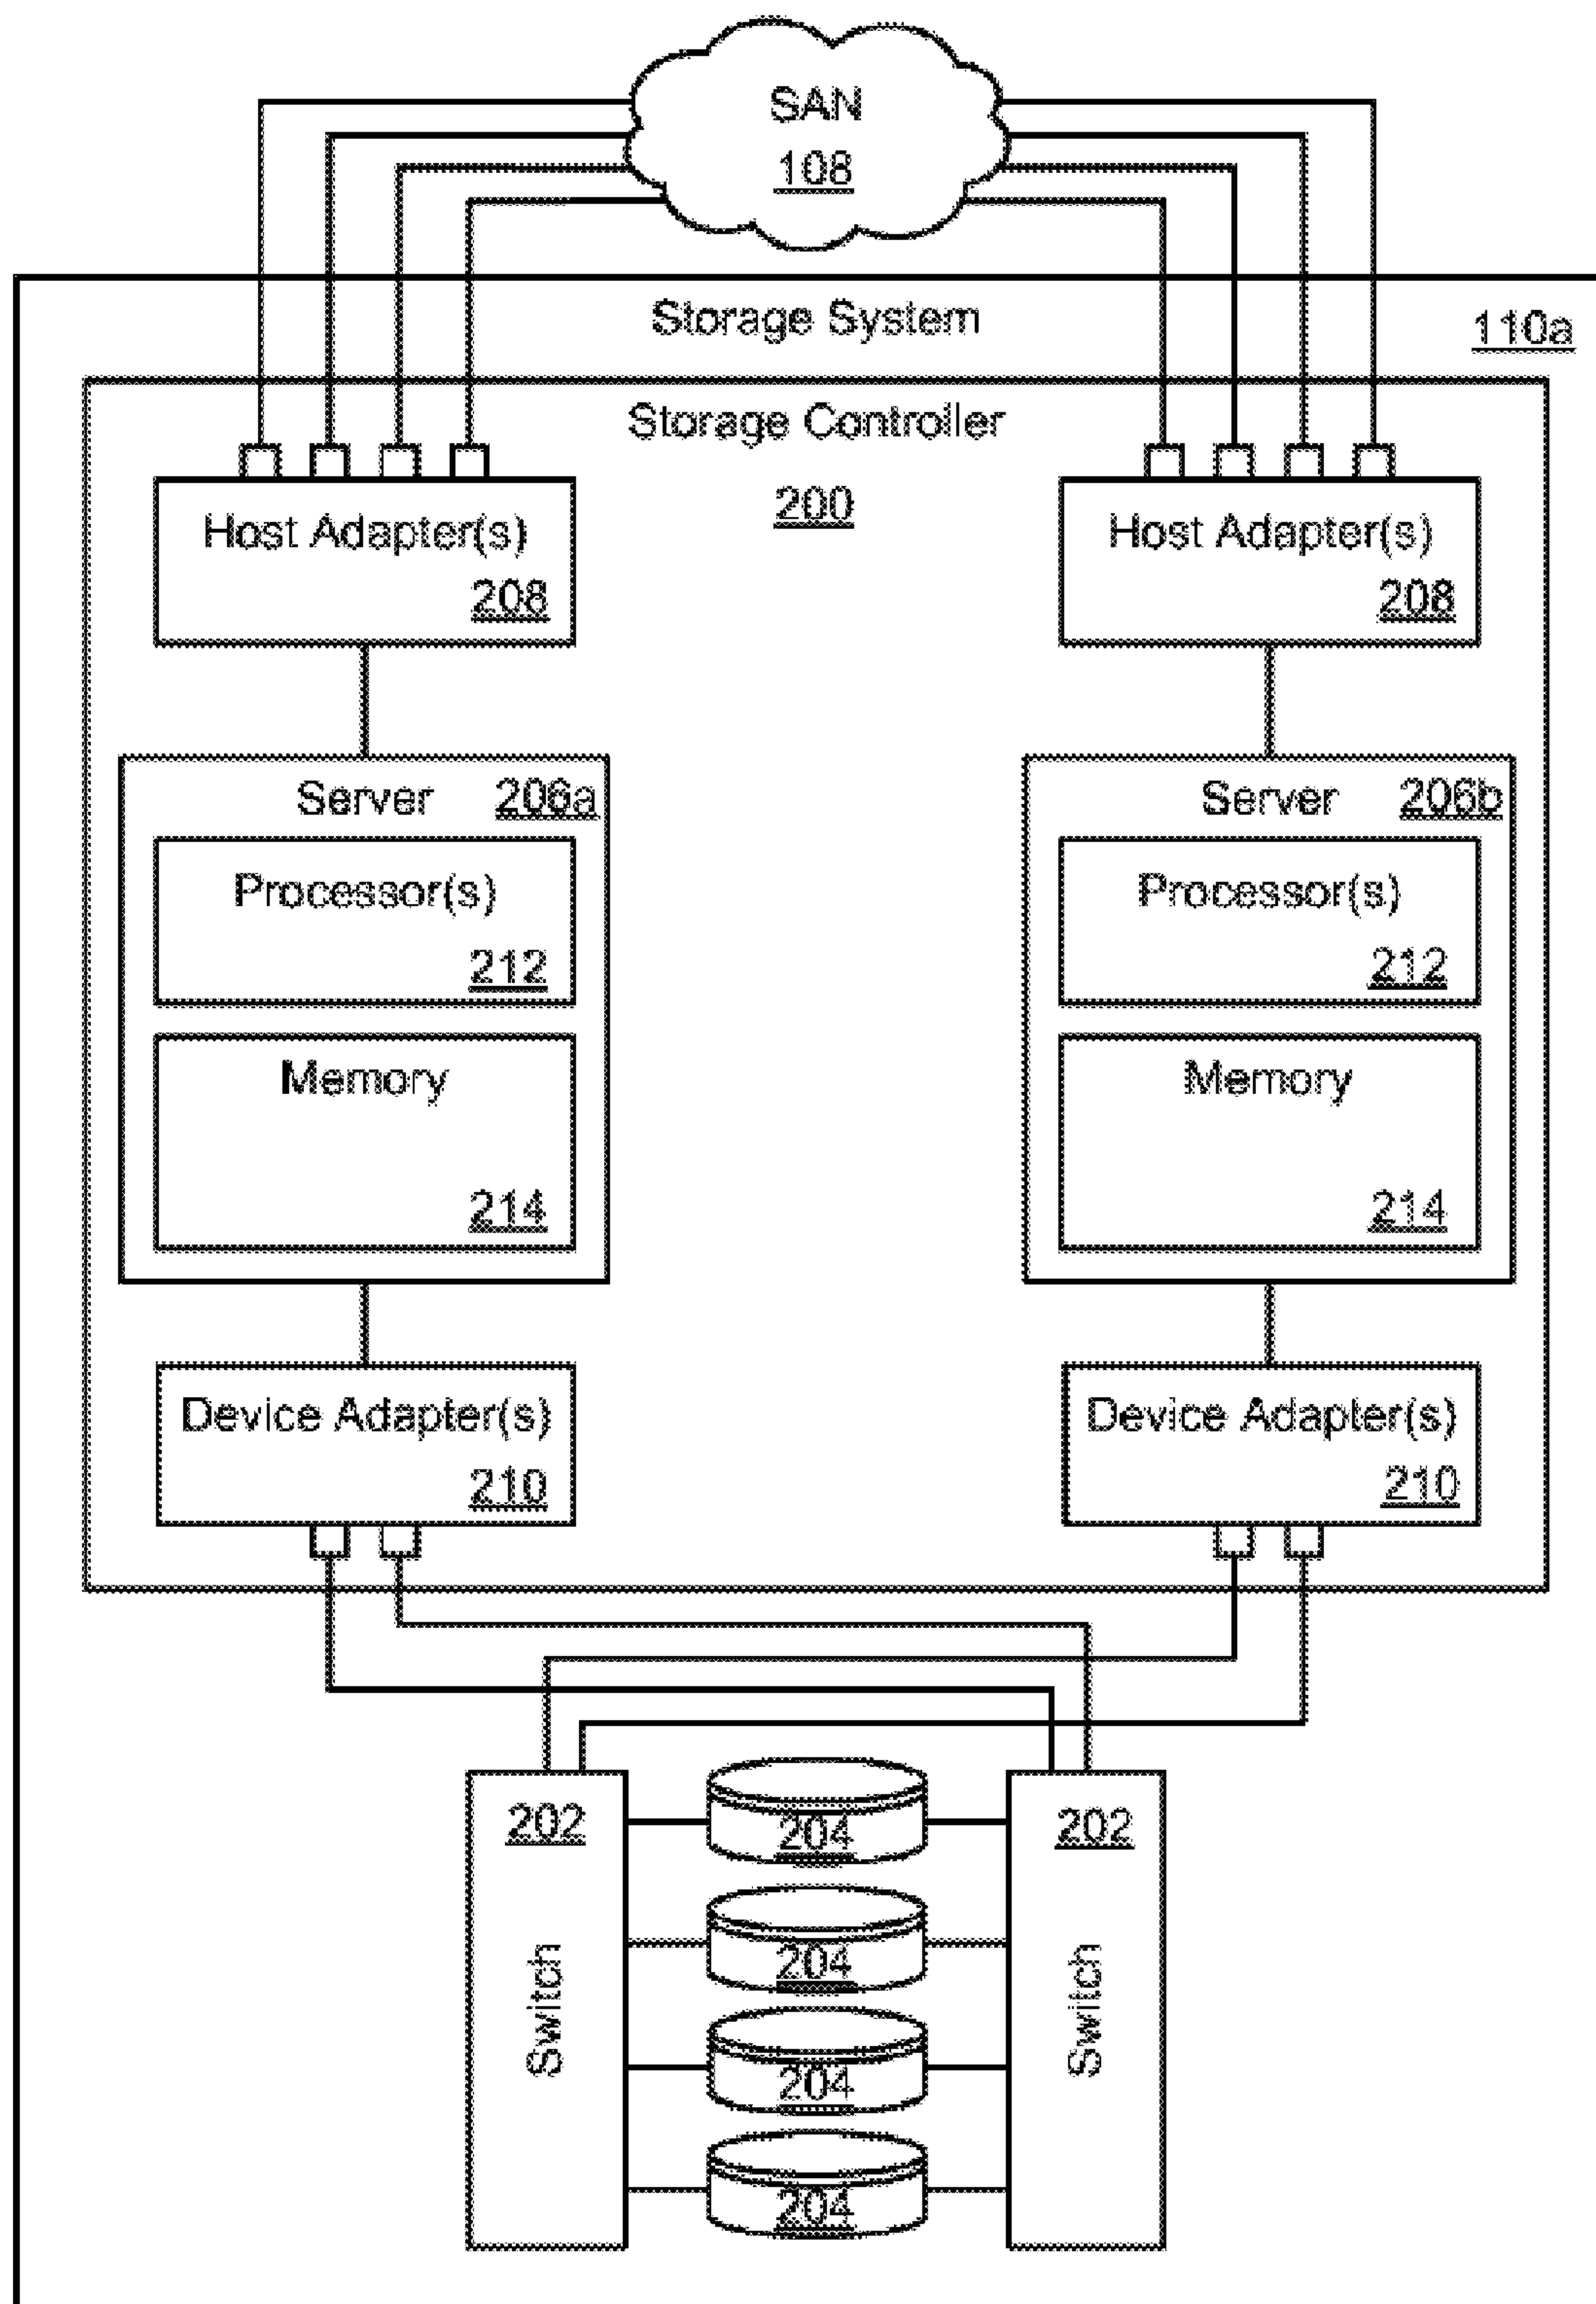 SAN
108
Storage System
110a
Storage Controller
200
Host Adapter(s)
208
Host Adapter(s)
208
Server 206a
Processor(s)
212
Memory
214
Server 206b
Processor(s)
212
Memory
214
Device Adapter(s)
210
Device Adapter(s)
210
202
Switch
204
204
204
204
202
Switch